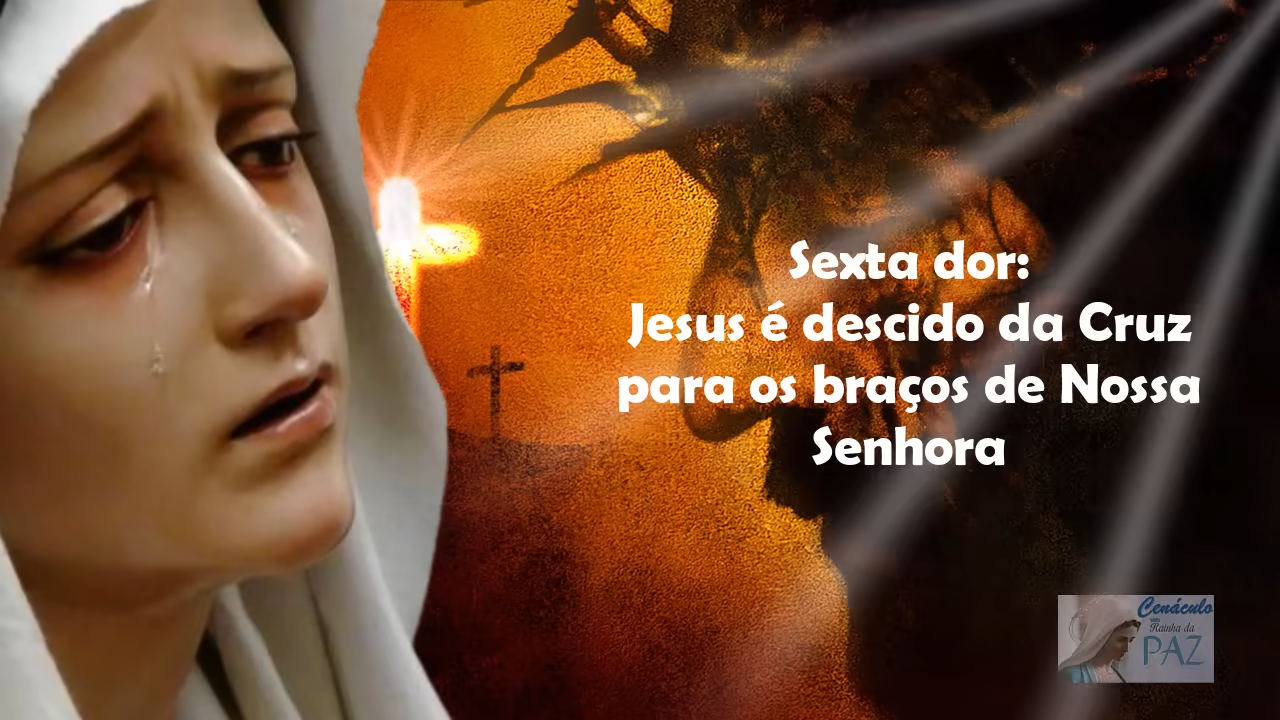 Sexta dor:
Jesus é descido da Cruz
para os braços de Nossa
Senhora
Cenáculo
Rainha da
PAZ